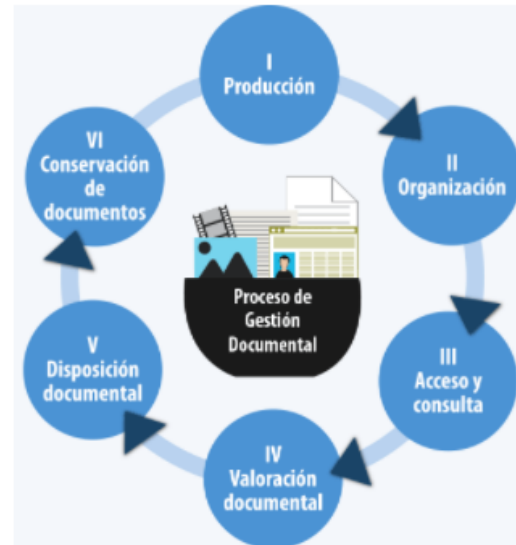 I
Producción
II
Organización
III
Acceso y
consulta
IV
Valoración
documental
V
Disposición
documental
VI
Conservación
de
documentos
Proceso de
Gestión
Documental